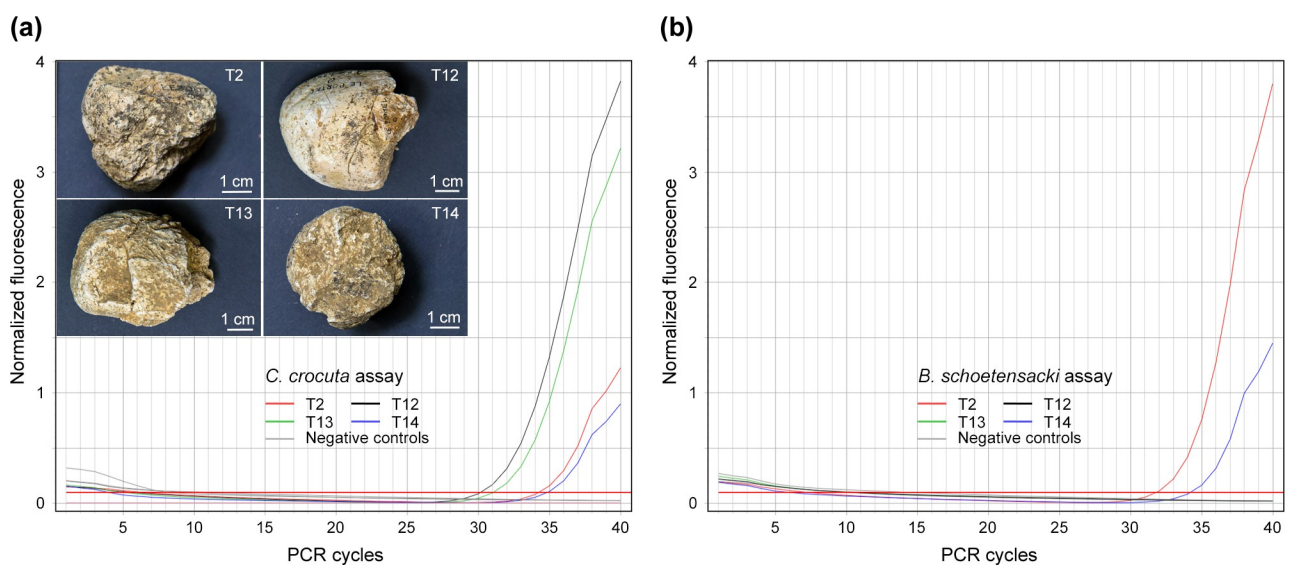 (a)
(b)
T2
T12
1 cm
1 cm
T13
T14
1 cm
1 cm
4
3
2
1
0
Normalized fluorescence
C. crocuta assay
T2 T12
T13 T14
Negative controls
5 10 15 20 25 30 35 40
PCR cycles
4
3
2
1
0
Normalized fluorescence
B. schoetensacki assay
T2 T12
T13 T14
Negative controls
5 10 15 20 25 30 35 40
PCR cycles